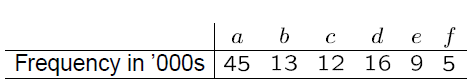 a b c d e f
Frequency in ’000s 45 13 12 16 9 5